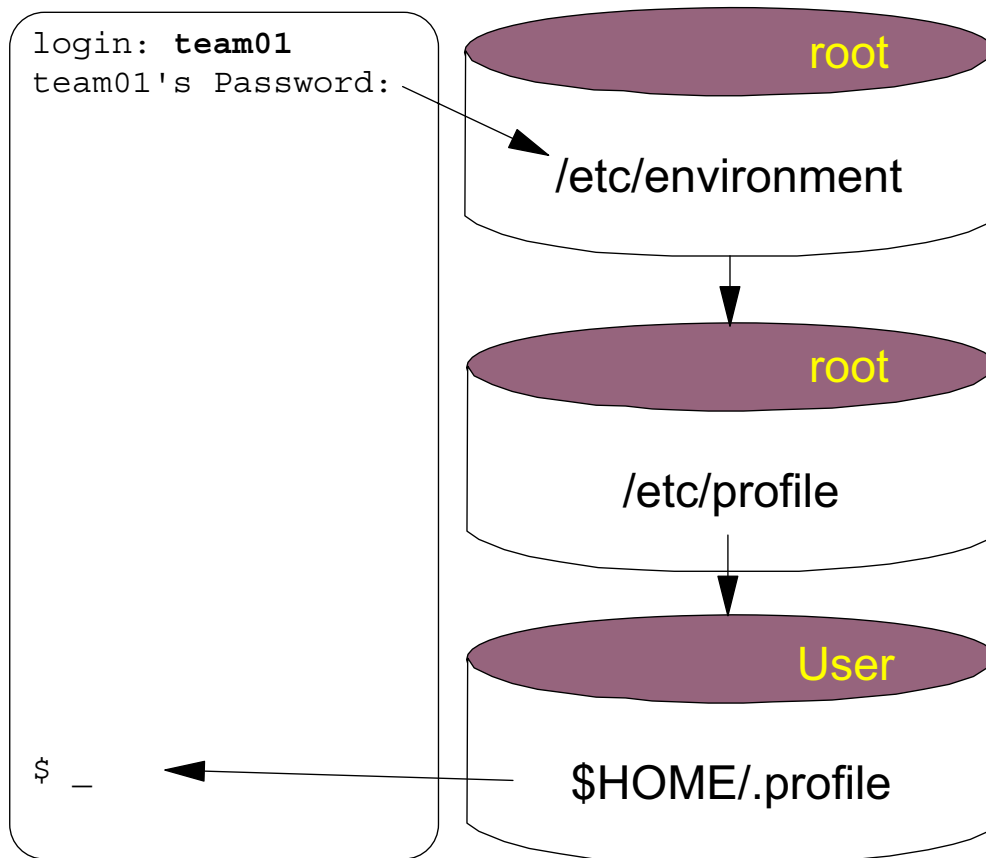 login: team01
team01's Password:
root
/etc/environment
root
/etc/profile
User
$HOME/.profile
$ _